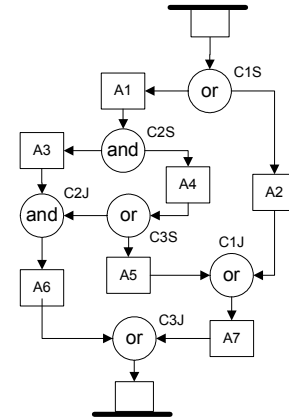 C1S
or
A1
C2S
A3
and
A4
A2
C2J
and
or
C3S
C1J
A5
or
A6
C3J
or
A7